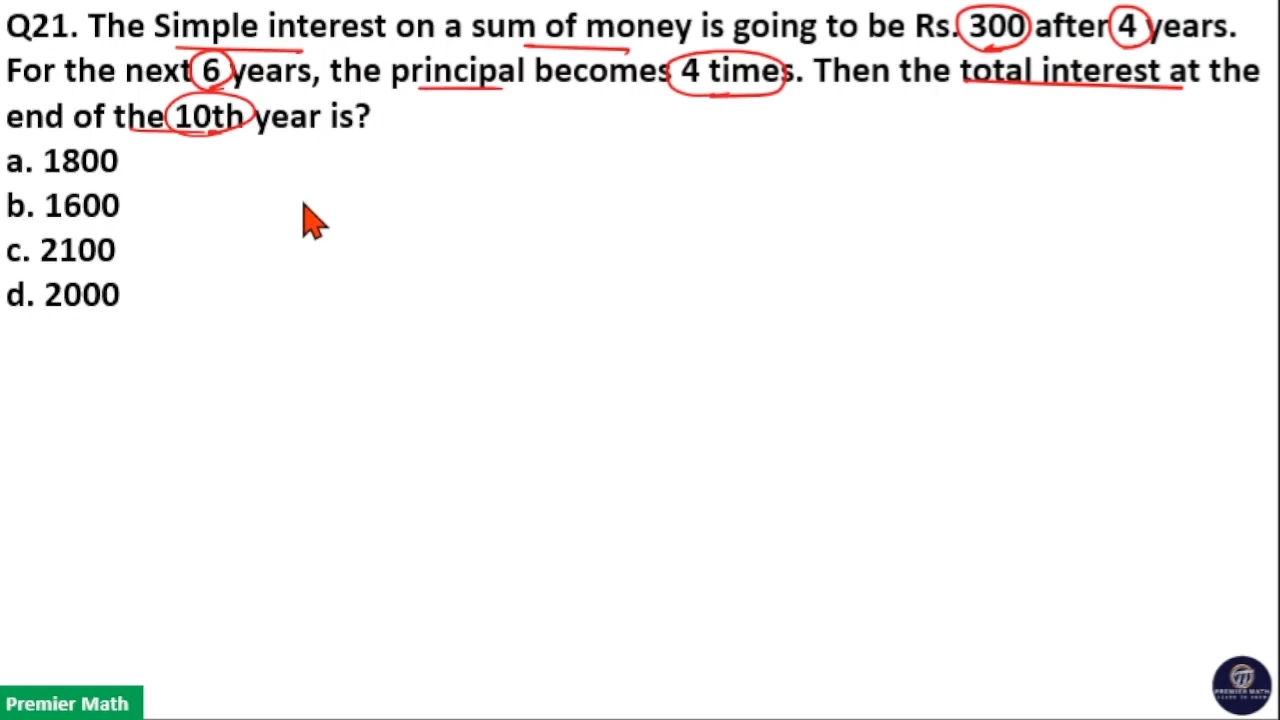 Q21. The Simple interest on a sum of money is going to be Rs. 300 after 4 years.
For the next 6 years, the principal becomes 4 times. Then the total interest at the
end of the 10th year is?
a. 1800
b. 1600
c. 2100
d. 2000
Premier Math
PREMIER MATH